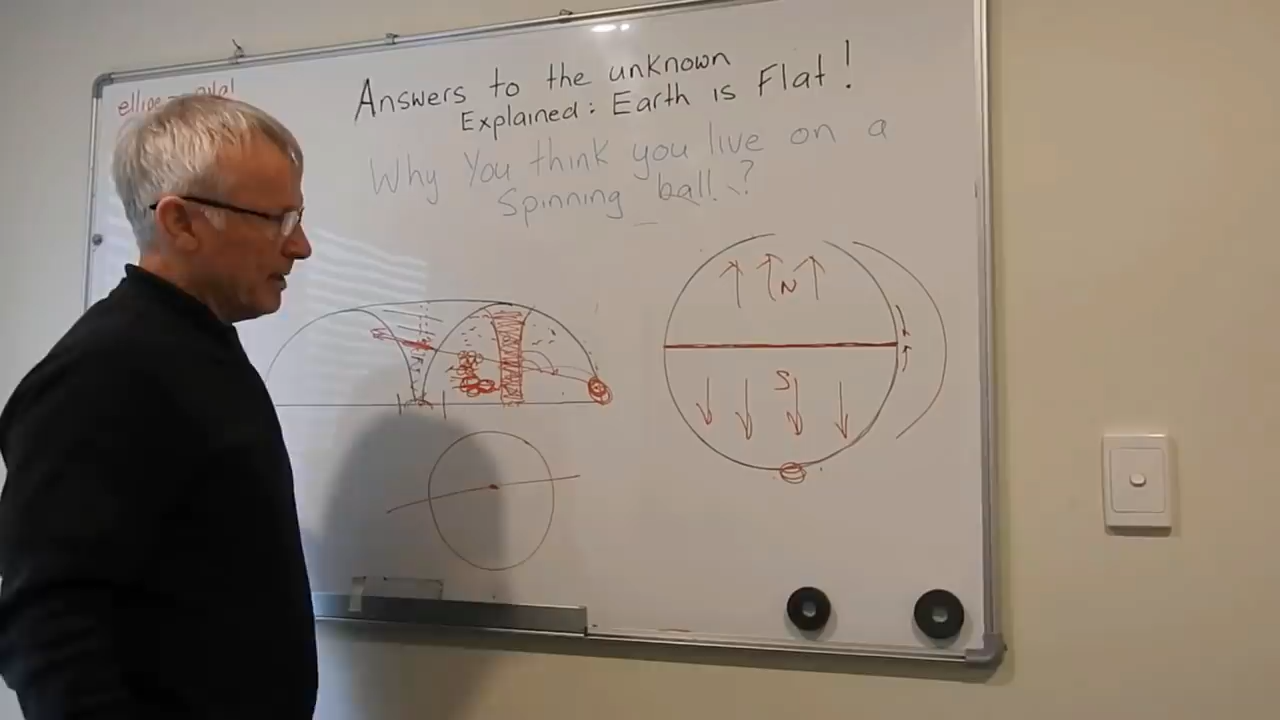 Answers to the unknown
Explained: Earth is Flat!
Why You think you live on a
Spinning ball.?
N
S